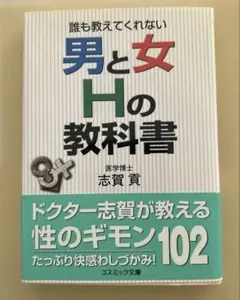 誰も教えてくれない
男と女
Hの
教科書
医学博士
志賀 貢
ドクター志賀が教える
性のギモン102
たっぷり快感わしづかみ!
コスミック文庫